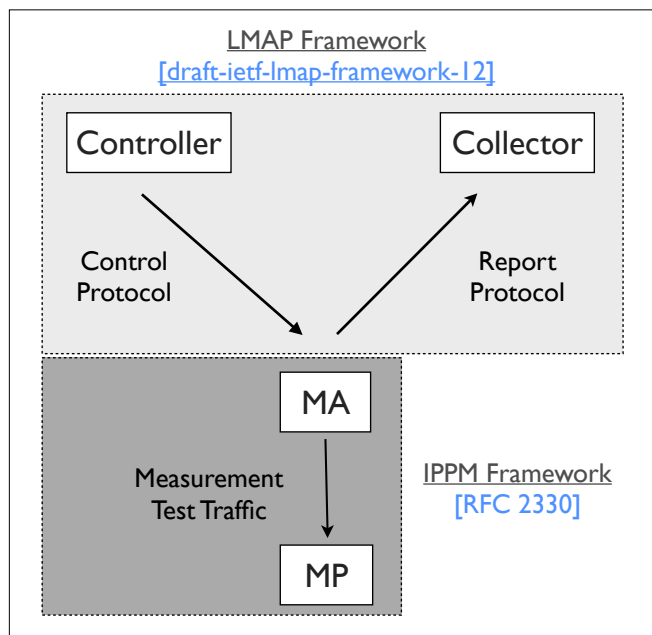 LMAP Framework
[draft-ietf-lmap-framework-12]
Controller
Collector
Control
Protocol
Report
Protocol
MA
Measurement
Test Traffic
IPPM Framework
[RFC 2330]
MP